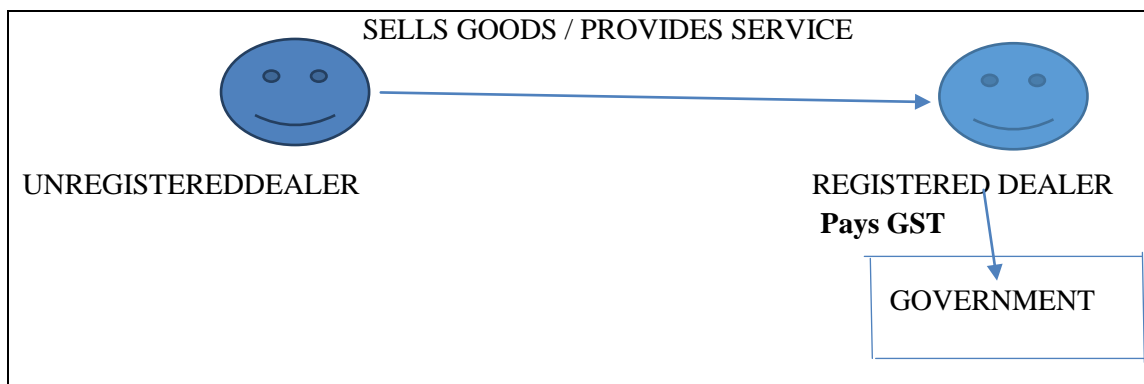 SELLS GOODS / PROVIDES SERVICE
UNREGISTEREDDEALER
REGISTERED DEALER
Pays GST
GOVERNMENT